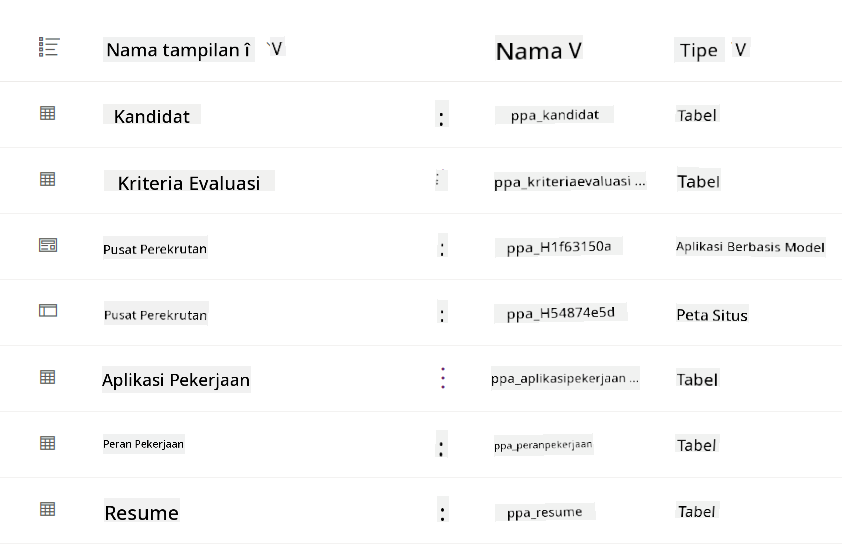 Nama tampilan î V Nama V Tipe V
Kandidat : ppa_kandidat Tabel
Kriteria Evaluasi ⋮ ppa_kriteriaevaluasi ... Tabel
Pusat Perekrutan : ppa_H1f63150a Aplikasi Berbasis Model
Pusat Perekrutan : ppa_H54874e5d Peta Situs
Aplikasi Pekerjaan ⋮ ppa_aplikasipekerjaan ... Tabel
Peran Pekerjaan : ppa_peranpekerjaan Tabel
Resume : ppa_resume Tabel